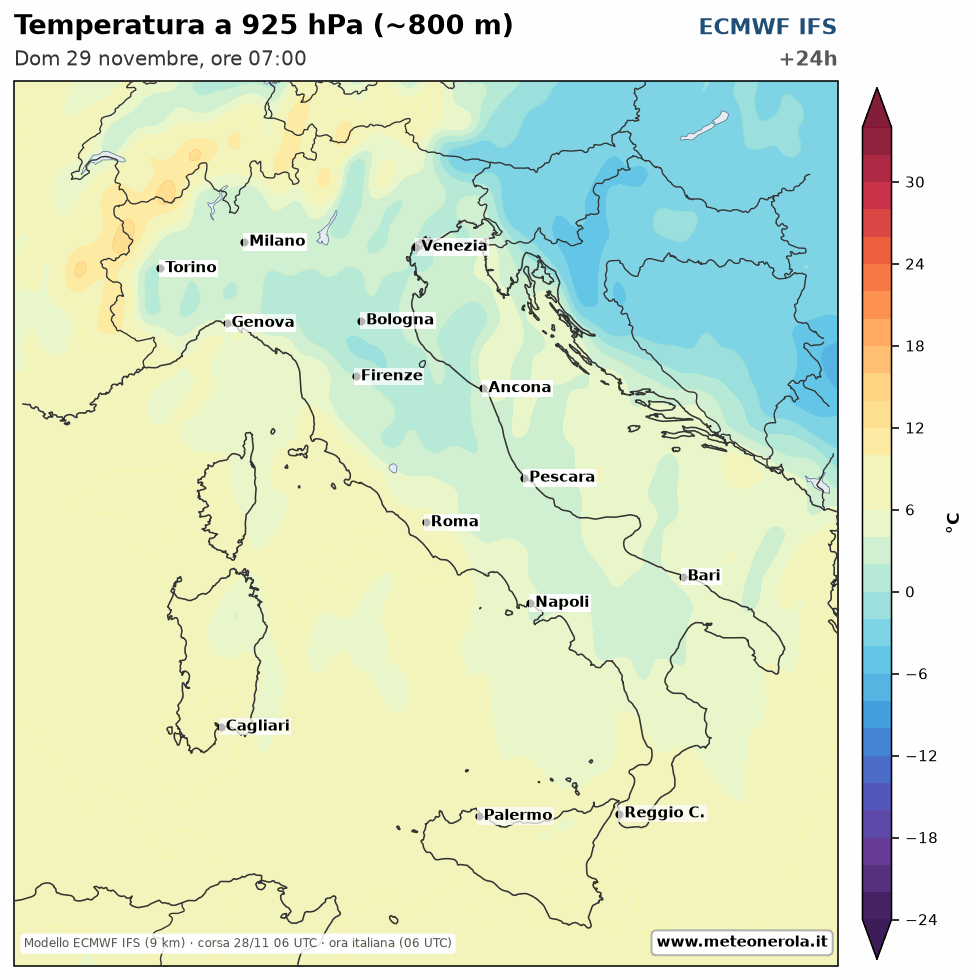 Temperatura a 925 hPa (~800 m)
ECMWF IFS
Dom 29 novembre, ore 07:00
+24h
Milano
Venezia
Torino
Genova
Bologna
Firenze
Ancona
Pescara
Roma
Bari
Napoli
Cagliari
Palermo
Reggio C.
30
24
18
12
6
0
−6
−12
−18
−24
°C
Modello ECMWF IFS (9 km) · corsa 28/11 06 UTC · ora italiana (06 UTC)
www.meteonerola.it